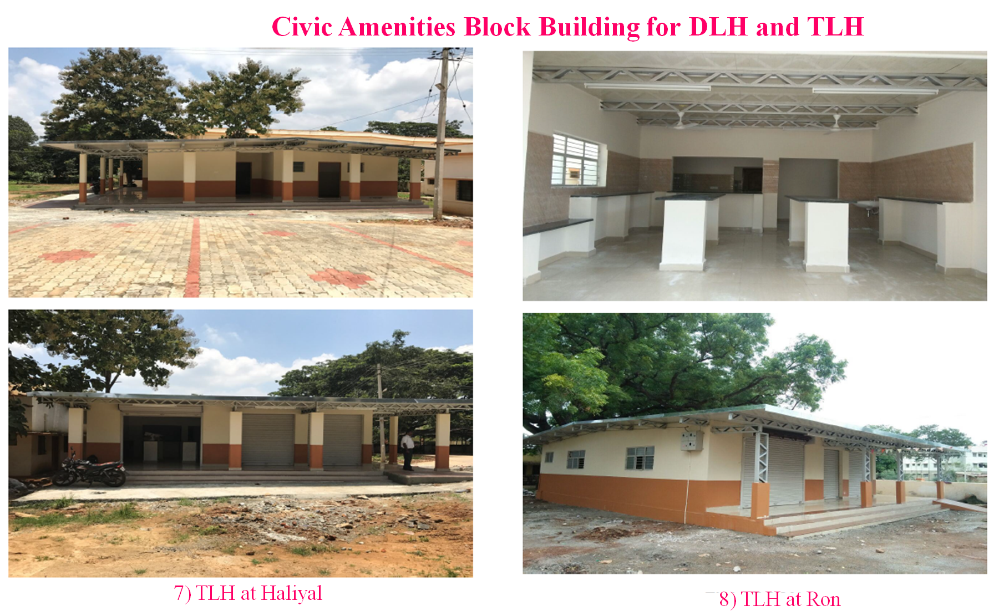 Civic Amenities Block Building for DLH and TLH
7) TLH at Haliyal
8) TLH at Ron